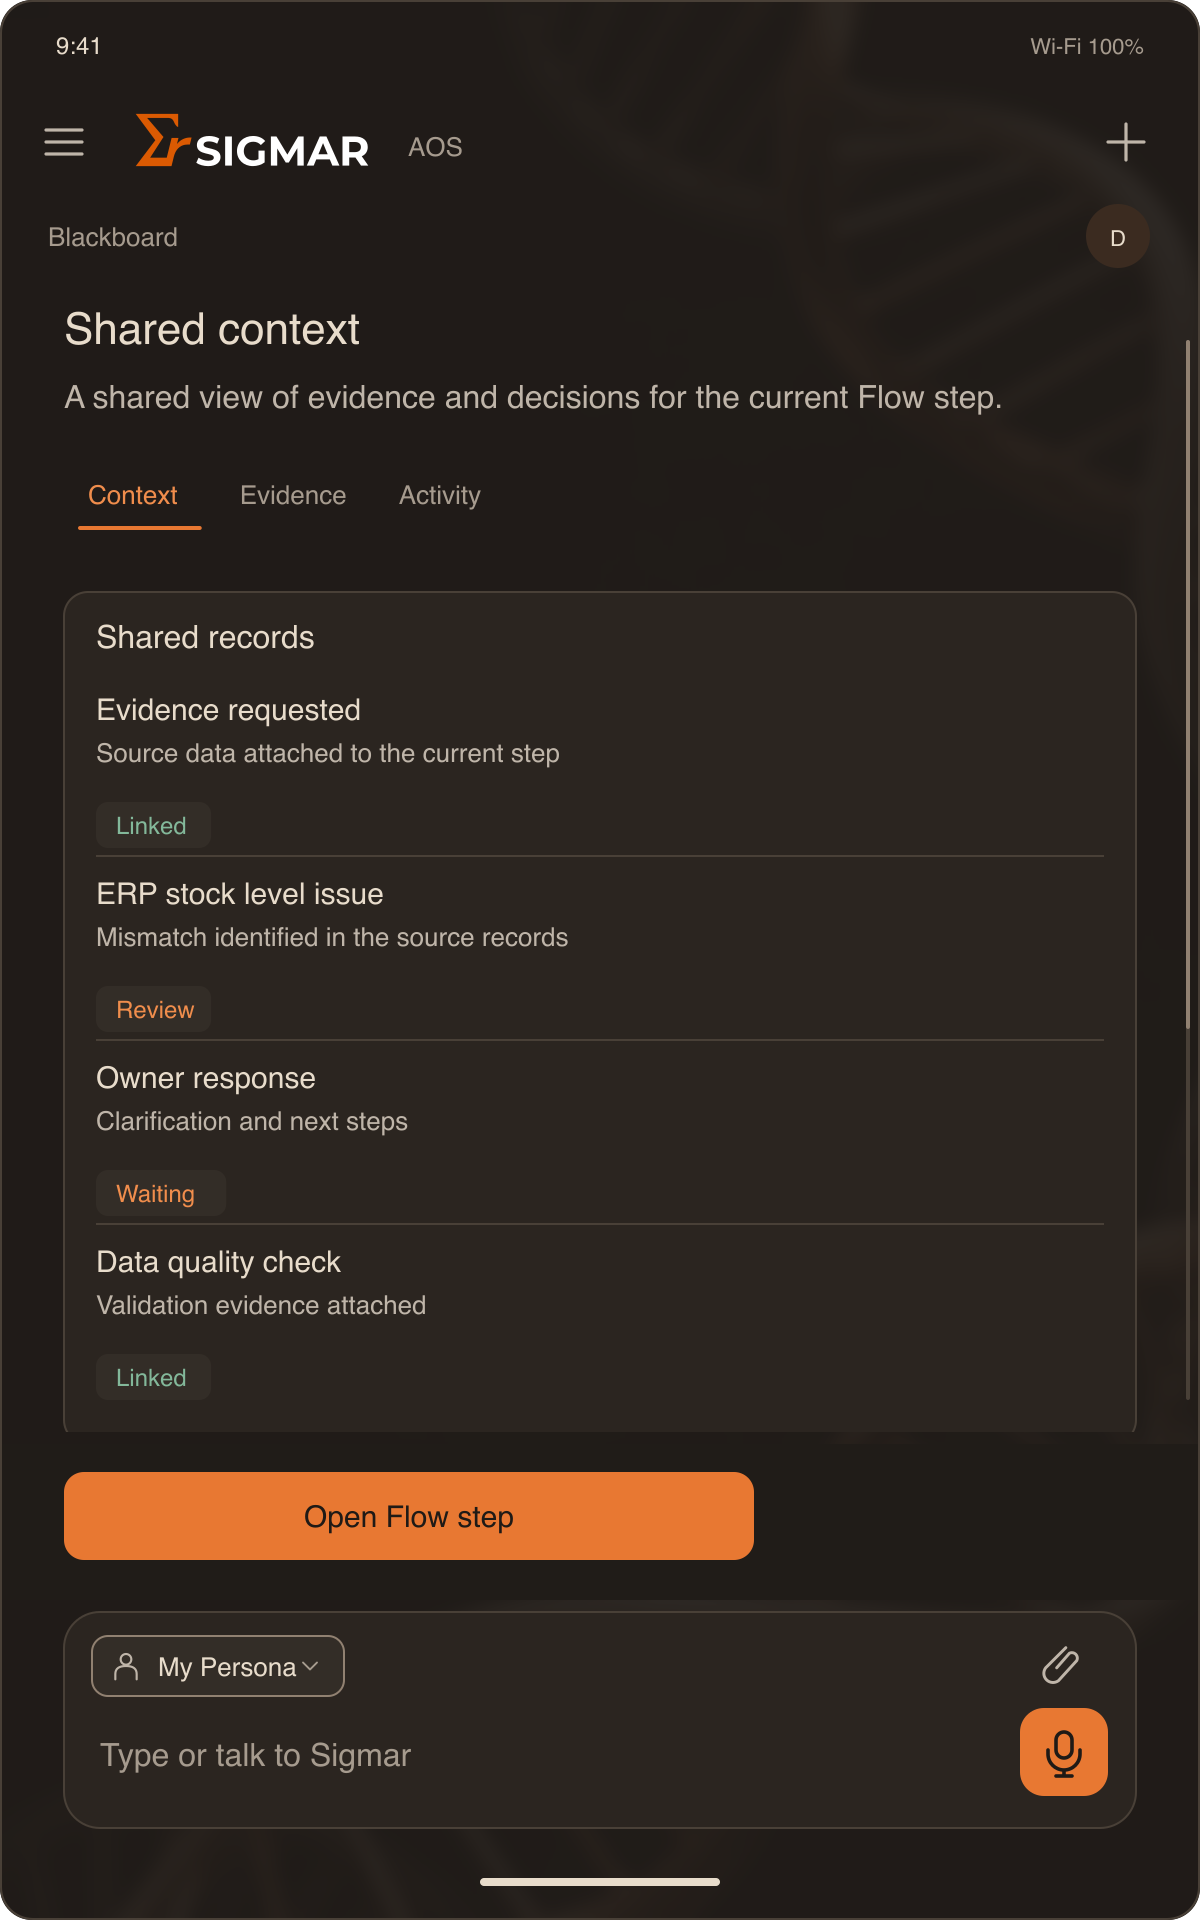 9:41 Wi-Fi 100%
Σr SIGMAR AOS
Blackboard D
Shared context
A shared view of evidence and decisions for the current Flow step.
Context Evidence Activity
Shared records
Evidence requested
Source data attached to the current step
Linked
ERP stock level issue
Mismatch identified in the source records
Review
Owner response
Clarification and next steps
Waiting
Data quality check
Validation evidence attached
Linked
Open Flow step
My Persona
Type or talk to Sigmar